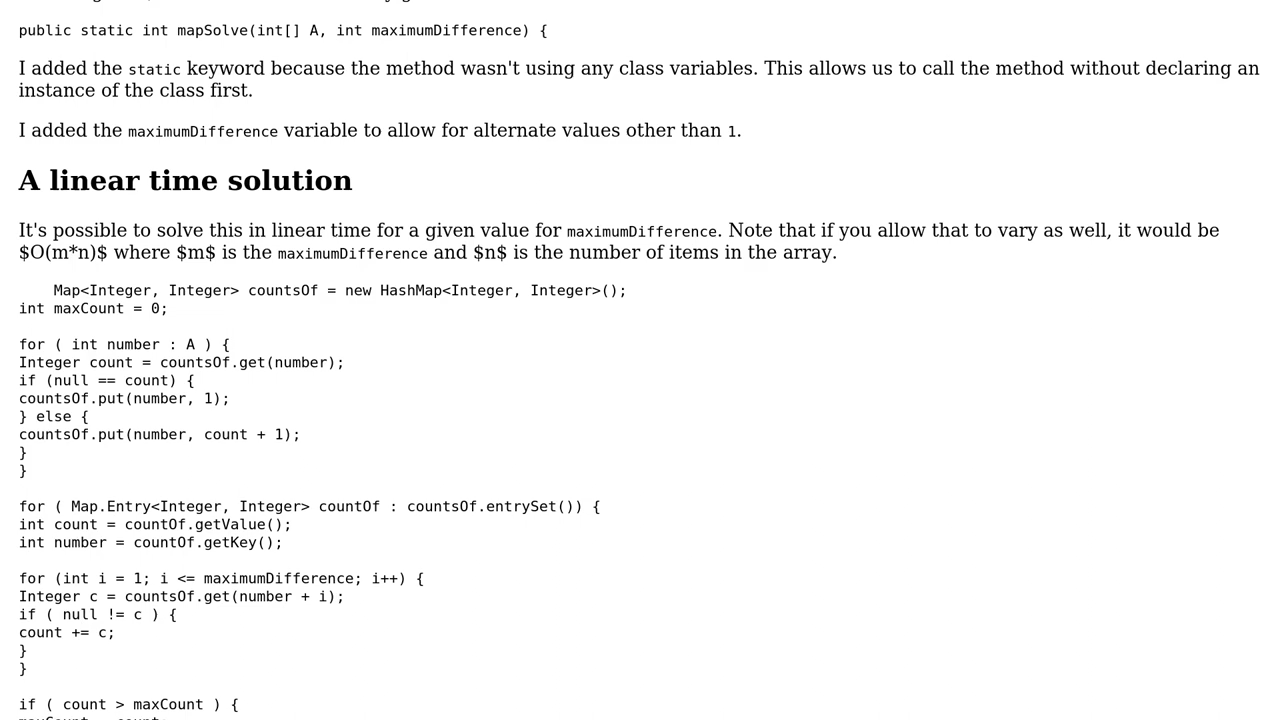 public static int mapSolve(int[] A, int maximumDifference) {
I added the static keyword because the method wasn't using any class variables. This allows us to call the method without declaring an
instance of the class first.
I added the maximumDifference variable to allow for alternate values other than 1.
A linear time solution
It's possible to solve this in linear time for a given value for maximumDifference. Note that if you allow that to vary as well, it would be
$O(m*n)$ where $m$ is the maximumDifference and $n$ is the number of items in the array.
Map<Integer, Integer> countsOf = new HashMap<Integer, Integer>();
int maxCount = 0;
for ( int number : A ) {
Integer count = countsOf.get(number);
if (null == count) {
countsOf.put(number, 1);
} else {
countsOf.put(number, count + 1);
}
}
for ( Map.Entry<Integer, Integer> countOf : countsOf.entrySet()) {
int count = countOf.getValue();
int number = countOf.getKey();
for (int i = 1; i <= maximumDifference; i++) {
Integer c = countsOf.get(number + i);
if ( null != c ) {
count += c;
}
}
if ( count > maxCount ) {